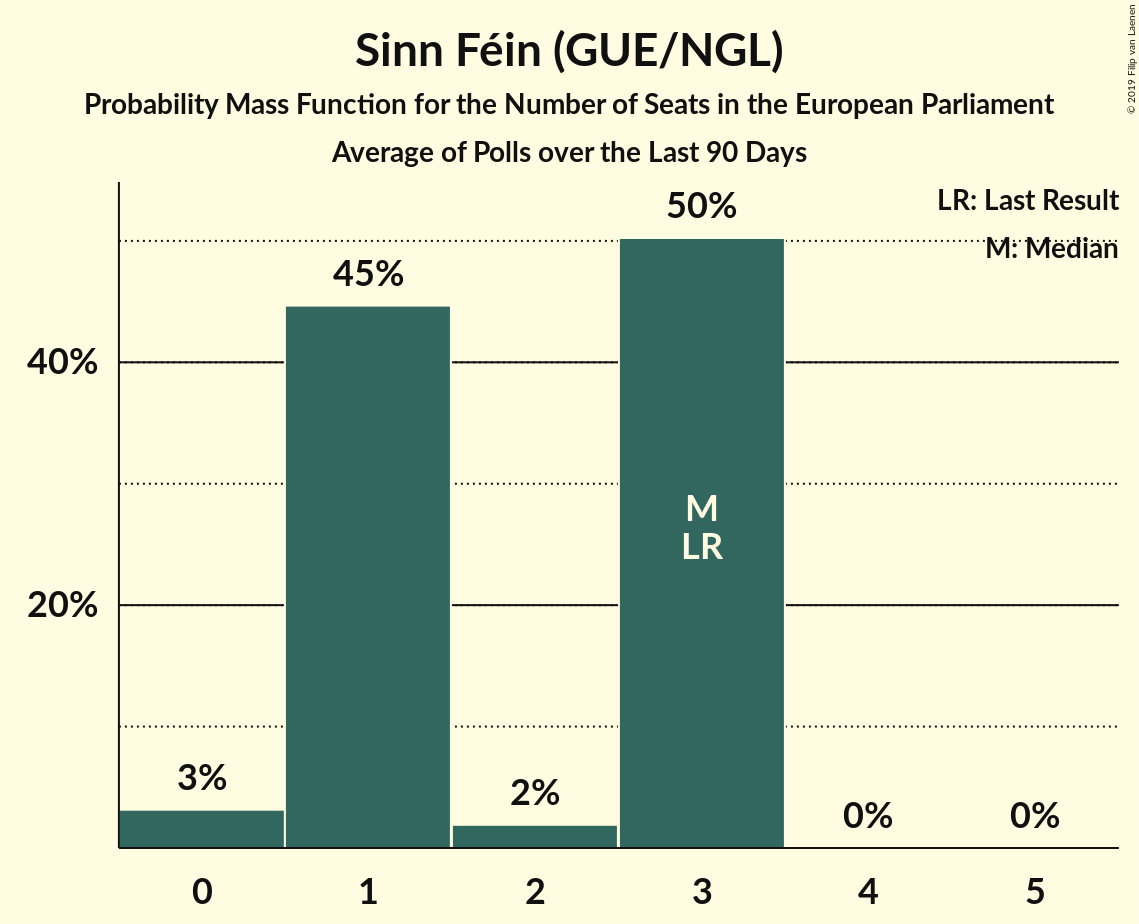 Sinn Féin (GUE/NGL)
Probability Mass Function for the Number of Seats in the European Parliament
Average of Polls over the Last 90 Days
© 2019 Filip van Laenen
LR: Last Result
M: Median
50%
45%
40%
M
LR
20%
3%
2%
0%
0%
0
1
2
3
4
5